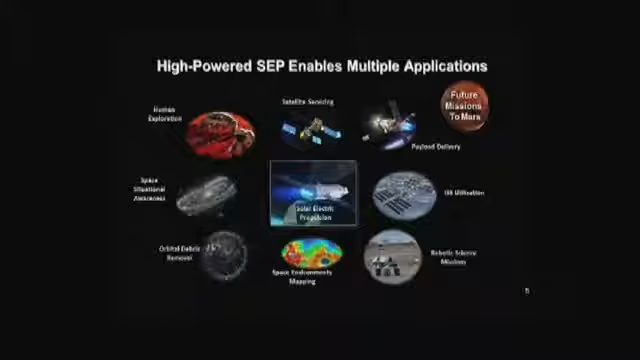 High-Powered SEP Enables Multiple Applications
Human
Exploration
Satellite Servicing
Future
Missions
To Mars
Payload Delivery
Space
Situational
Awareness
Solar Electric
Propulsion
ISS Utilization
Orbital Debris
Removal
Space Environments
Mapping
Robotic Science
Missions
5